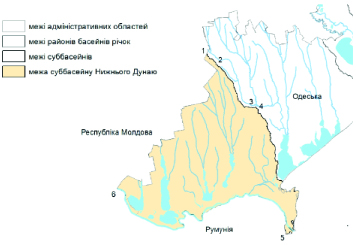 межі адміністративних областей
межі районів басейнів річок
межі суббасейнів
межа суббасейну Нижнього Дунаю
1
2
3
4
Одеська
Республіка Молдова
6
Румунія
5